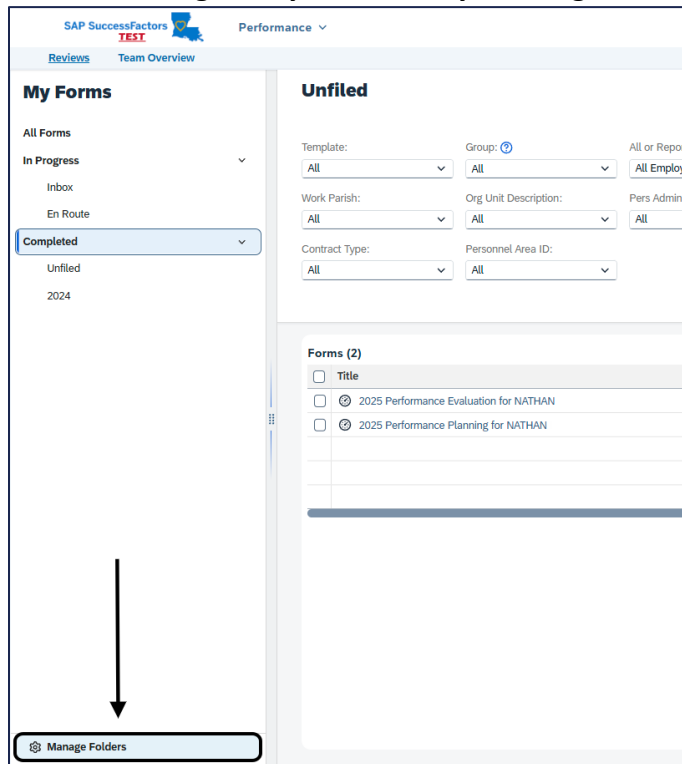 SAP SuccessFactors
TEST
Performance
Reviews Team Overview
My Forms
All Forms
In Progress
Inbox
En Route
Completed
Unfiled
2024
Manage Folders
Unfiled
Template: Group: All or Repo
All All All Employ
Work Parish: Org Unit Description: Pers Admin
All All All
Contract Type: Personnel Area ID:
All All
Forms (2)
Title
2025 Performance Evaluation for NATHAN
2025 Performance Planning for NATHAN